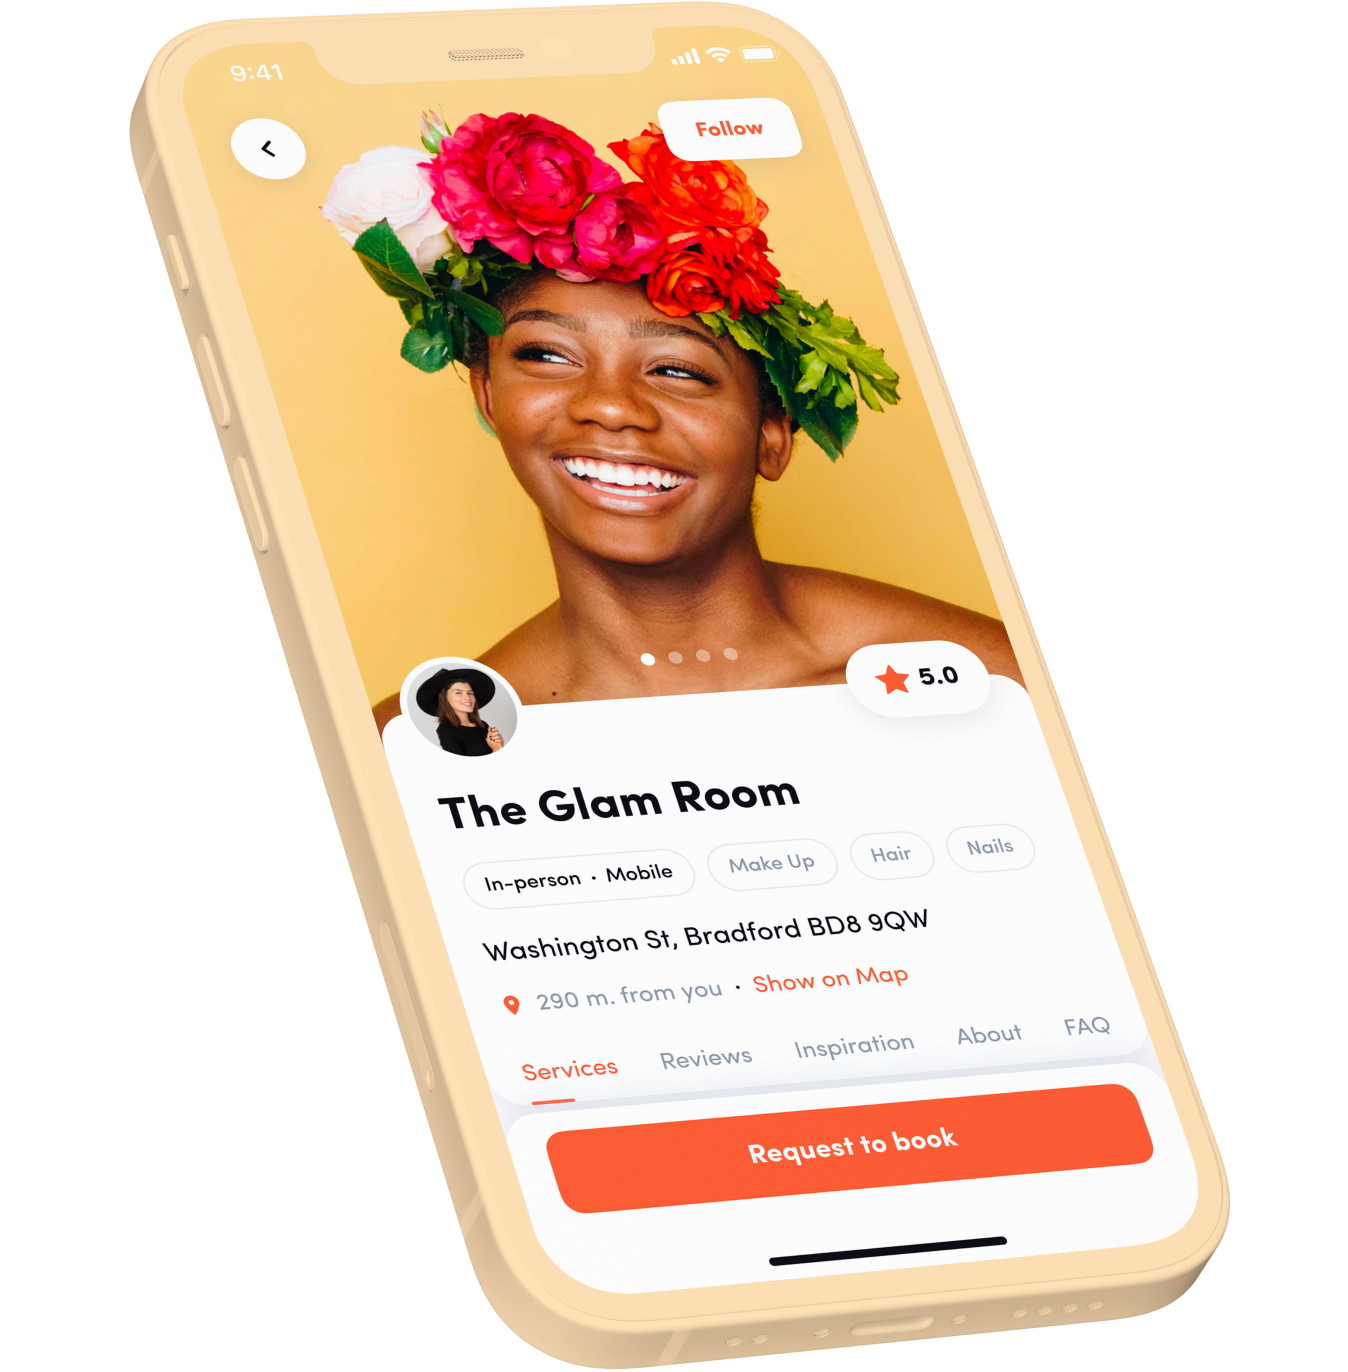 9:41
Follow
5.0
The Glam Room
In-person · Mobile
Make Up
Hair
Nails
Washington St, Bradford BD8 9QW
290 m. from you · Show on Map
Services
Reviews
Inspiration
About
FAQ
Request to book